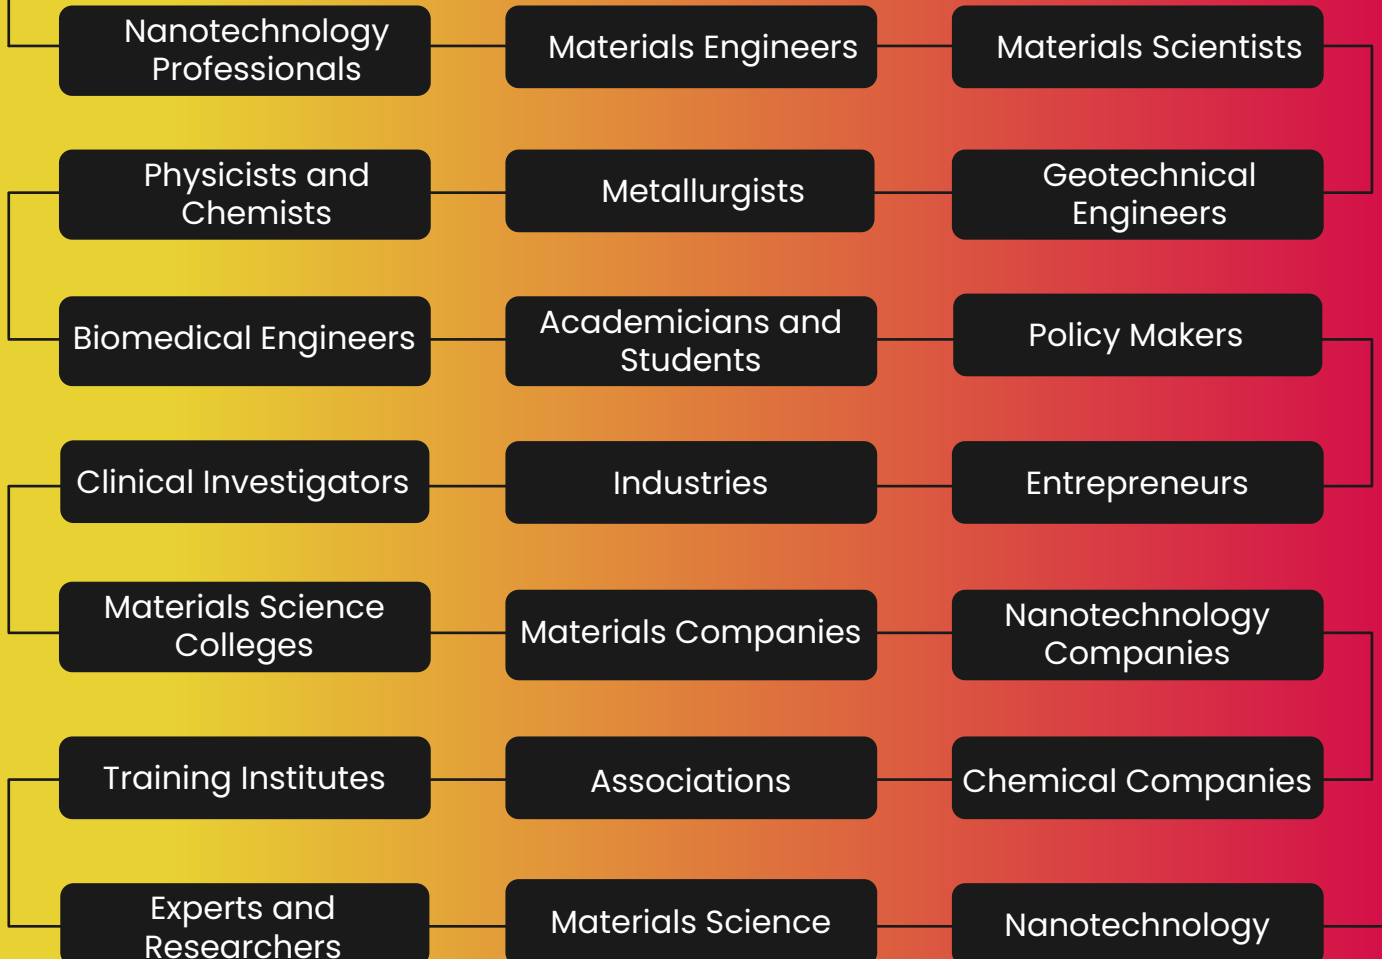 Nanotechnology
Professionals
Materials Engineers
Materials Scientists
Physicists and
Chemists
Metallurgists
Geotechnical
Engineers
Biomedical Engineers
Academicians and
Students
Policy Makers
Clinical Investigators
Industries
Entrepreneurs
Materials Science
Colleges
Materials Companies
Nanotechnology
Companies
Training Institutes
Associations
Chemical Companies
Experts and
Researchers
Materials Science
Nanotechnology